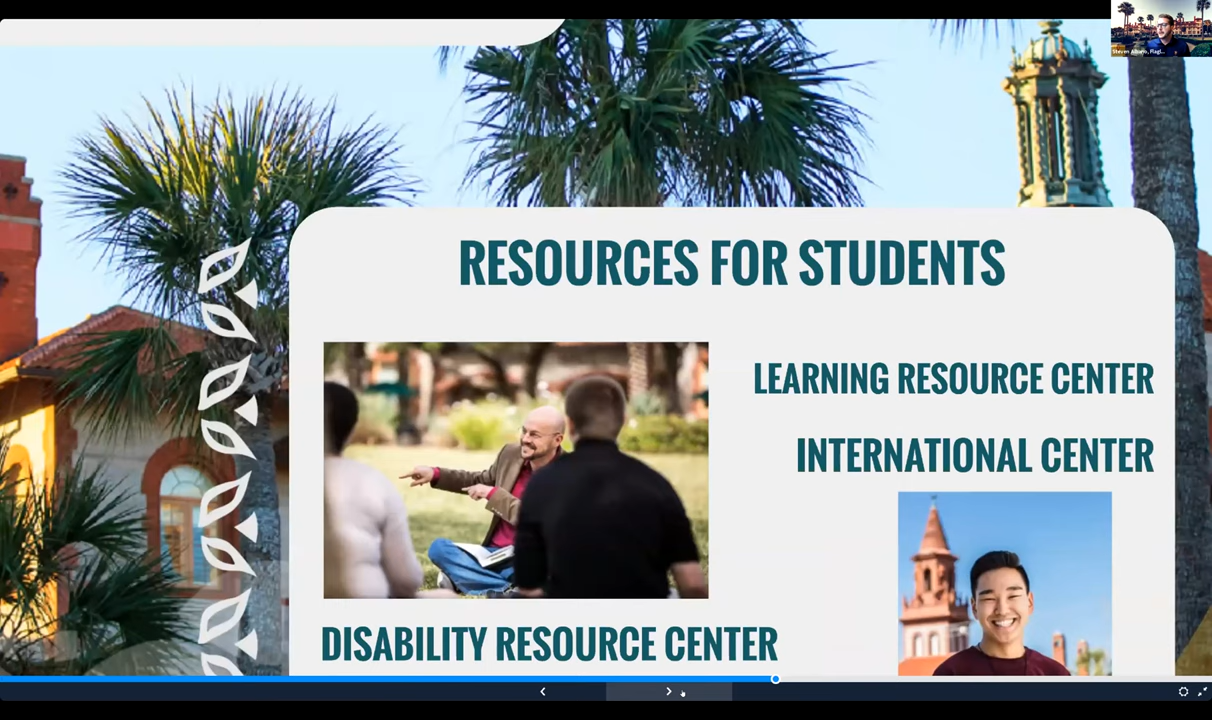 RESOURCES FOR STUDENTS
LEARNING RESOURCE CENTER
INTERNATIONAL CENTER
DISABILITY RESOURCE CENTER